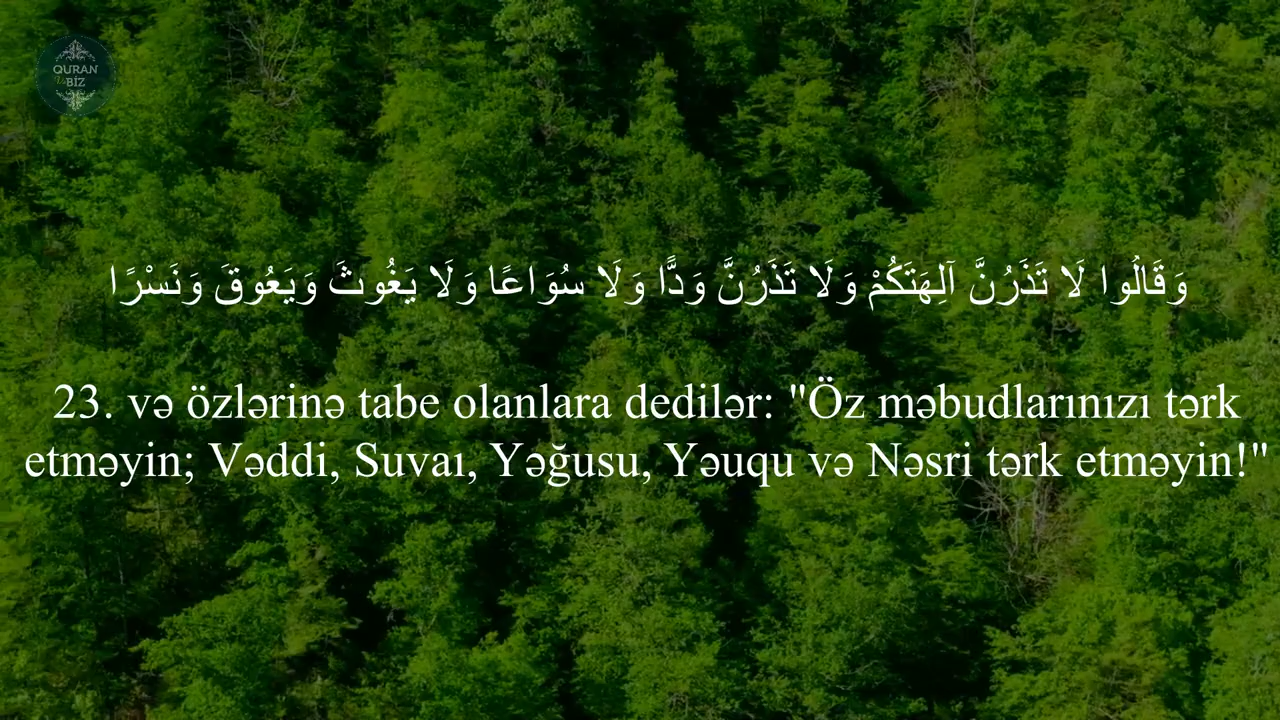 QURAN
VƏ
BİZ
وَقَالُوا لَا تَذَرُنَّ آلِهَتَكُمْ وَلَا تَذَرُنَّ وَدًّا وَلَا سُوَاعًا وَلَا يَغُوثَ وَيَعُوقَ وَنَسْرًا
23. və özlərinə tabe olanlara dedilər: "Öz məbudlarınızı tərk
etməyin; Vəddi, Suvaı, Yəğusu, Yəuqu və Nəsri tərk etməyin!"